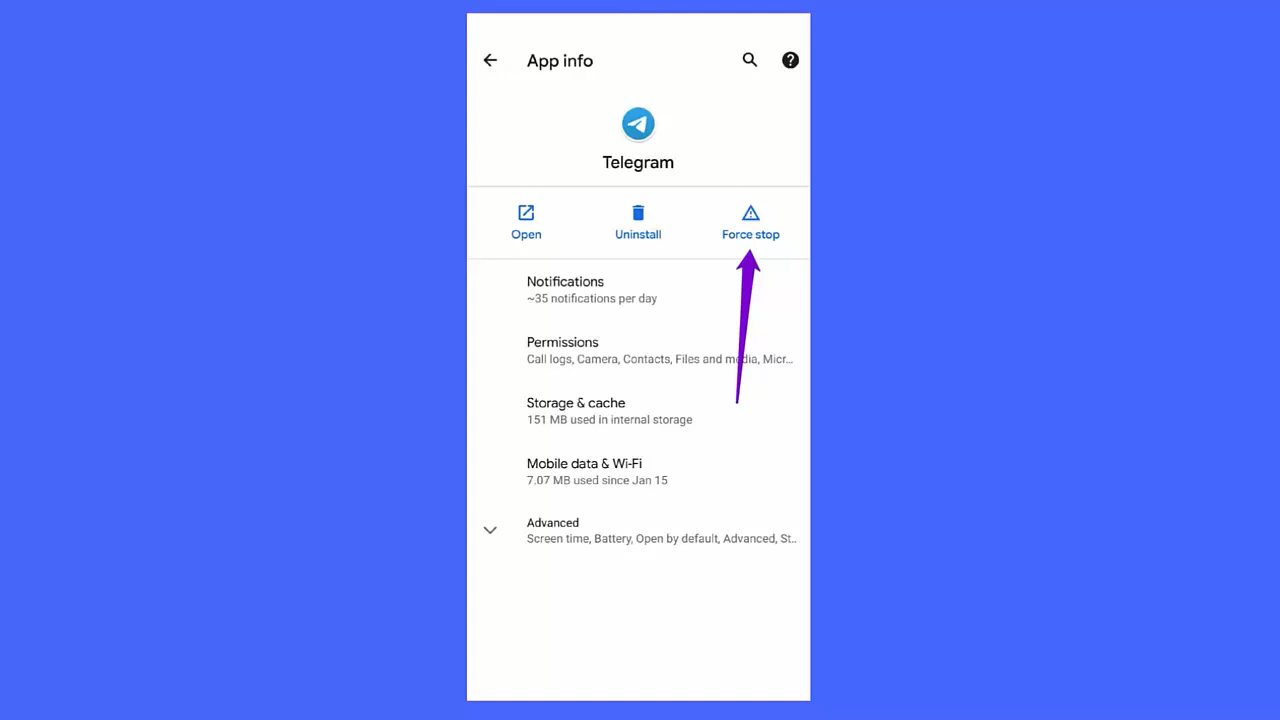 App info
Telegram
Open
Uninstall
Force stop
Notifications
~35 notifications per day
Permissions
Call logs, Camera, Contacts, Files and media, Micr...
Storage & cache
151 MB used in internal storage
Mobile data & Wi-Fi
7.07 MB used since Jan 15
Advanced
Screen time, Battery, Open by default, Advanced, St..